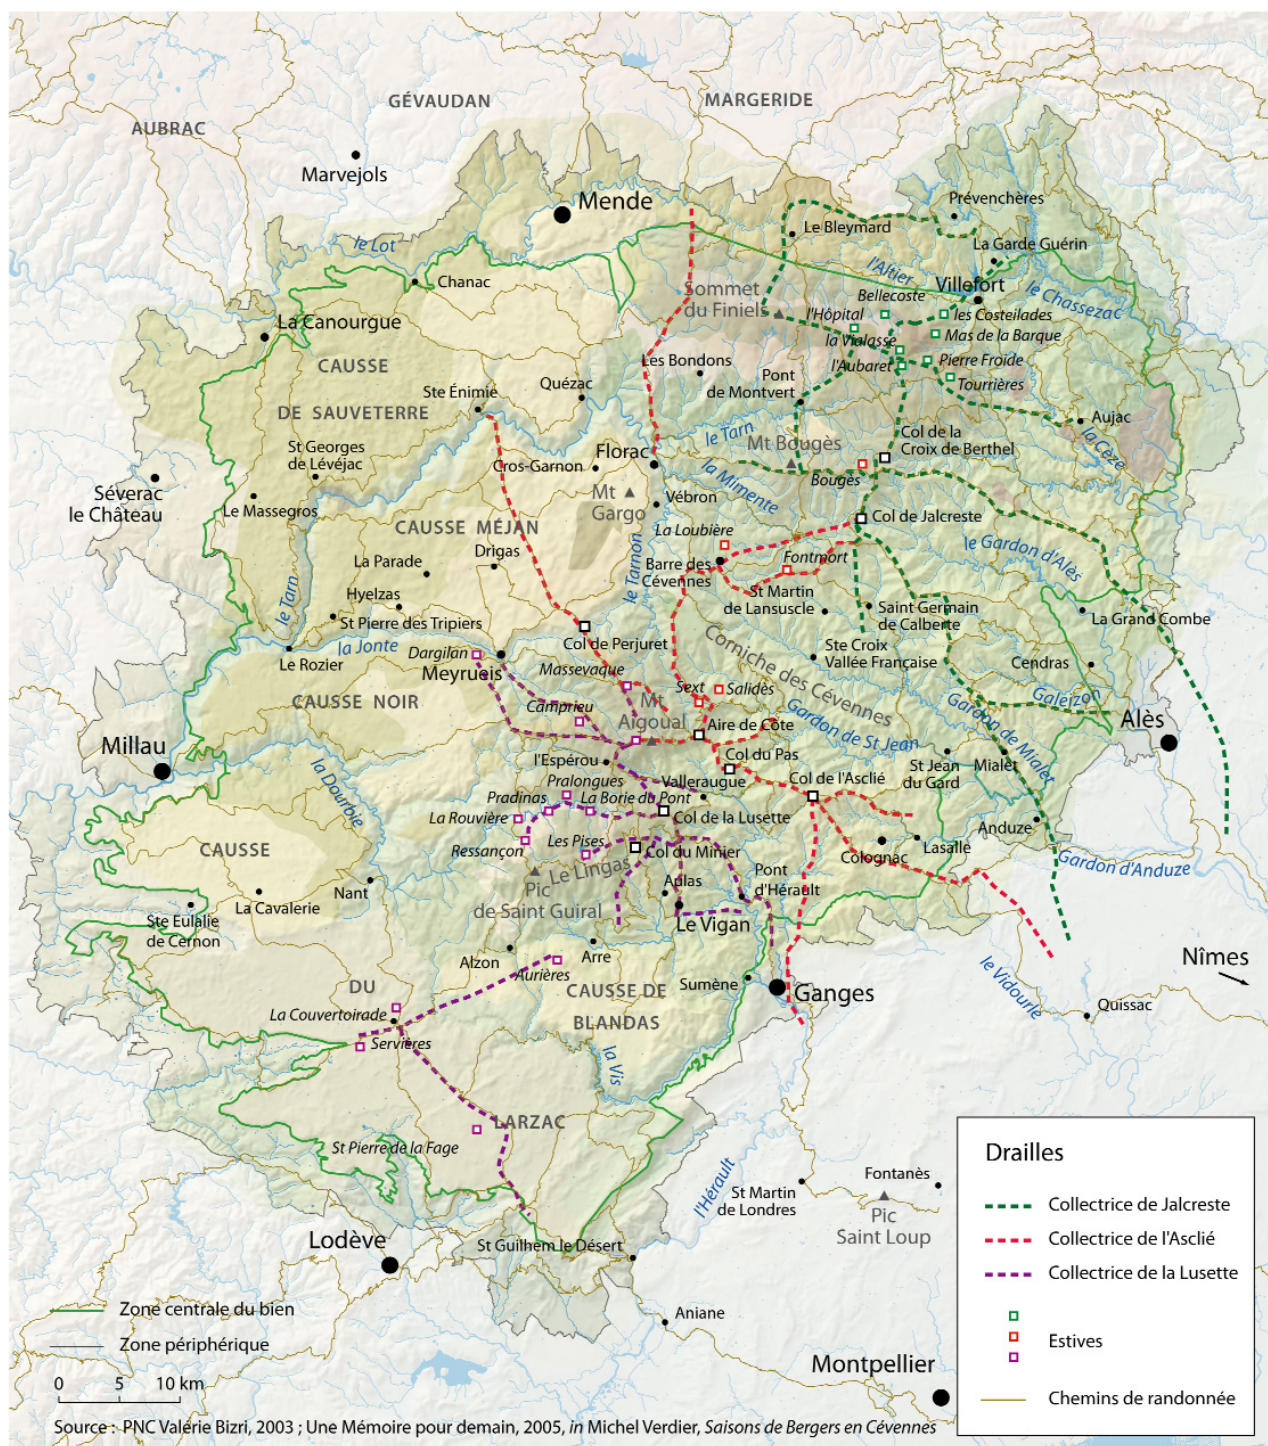 GÉVAUDAN
MARGERIDE
AUBRAC
Marvejols
Mende
Prévenchères
Le Bleymard
La Garde Guérin
le Lot
l'Altier
Chanac
Villefort
le Chassezac
Sommet
du Finiels
Bellecoste
l'Hôpital
les Costeilades
La Canourgue
la Vialasse
Mas de la Barque
CAUSSE
DE SAUVETERRE
Les Bondons
l'Aubaret
Pierre Froide
Tourrières
Quézac
Pont
de Montvert
Ste Énimie
Aujac
le Tarn
Mt Bougès
Col de la
Croix de Berthel
la Cèze
St Georges
de Lévéjac
Florac
Cros-Garnon
la Mimente
Bougès
Séverac
le Château
Le Massegros
Mt
Gargo
Vébron
CAUSSE MÉJAN
La Loubière
Col de Jalcreste
le Gardon d'Alès
Drigas
La Parade
le Tarnon
Barre des
Cévennes
Fontmort
le Tarn
Hyelzas
St Martin
de Lansuscle
Saint Germain
de Calberte
La Grand Combe
St Pierre des Tripiers
la Jonte
Col de Perjuret
Corniche des Cévennes
Ste Croix
Vallée Française
Le Rozier
Dargilan
Meyrueis
Massevaque
Cendras
CAUSSE NOIR
Sext
Salidès
Galeizon
Camprieu
Mt
Aigoual
Aire de Côte
Gardon de St Jean
Gardon de Mialet
Alès
Millau
la Dourbie
l'Espérou
Col du Pas
St Jean
du Gard
Mialet
Pralongues
Valleraugue
Col de l'Asclié
Pradinas
La Borie du Pont
La Rouvière
Col de la Lusette
Anduze
Ressançon
Les Pises
Col du Minier
Colognac
Lasalle
CAUSSE
Le Lingas
Pont
d'Hérault
Gardon d'Anduze
Nant
La Cavalerie
Pic
de Saint Guiral
Aulas
Ste Eulalie
de Cernon
Le Vigan
Alzon
Arre
Nîmes
Aurières
Sumène
le Vidourle
DU
CAUSSE DE
BLANDAS
Ganges
Quissac
La Couvertoirade
Servières
la Vis
LARZAC
St Pierre de la Fage
l'Hérault
Fontanès
St Martin
de Londres
Pic
Saint Loup
Lodève
St Guilhem le Désert
Aniane
Montpellier
Drailles
Collectrice de Jalcreste
Collectrice de l'Asclié
Collectrice de la Lusette
Estives
Chemins de randonnée
Zone centrale du bien
Zone périphérique
0 5 10 km
Source : PNC Valérie Bizri, 2003 ; Une Mémoire pour demain, 2005, in Michel Verdier, Saisons de Bergers en Cévennes